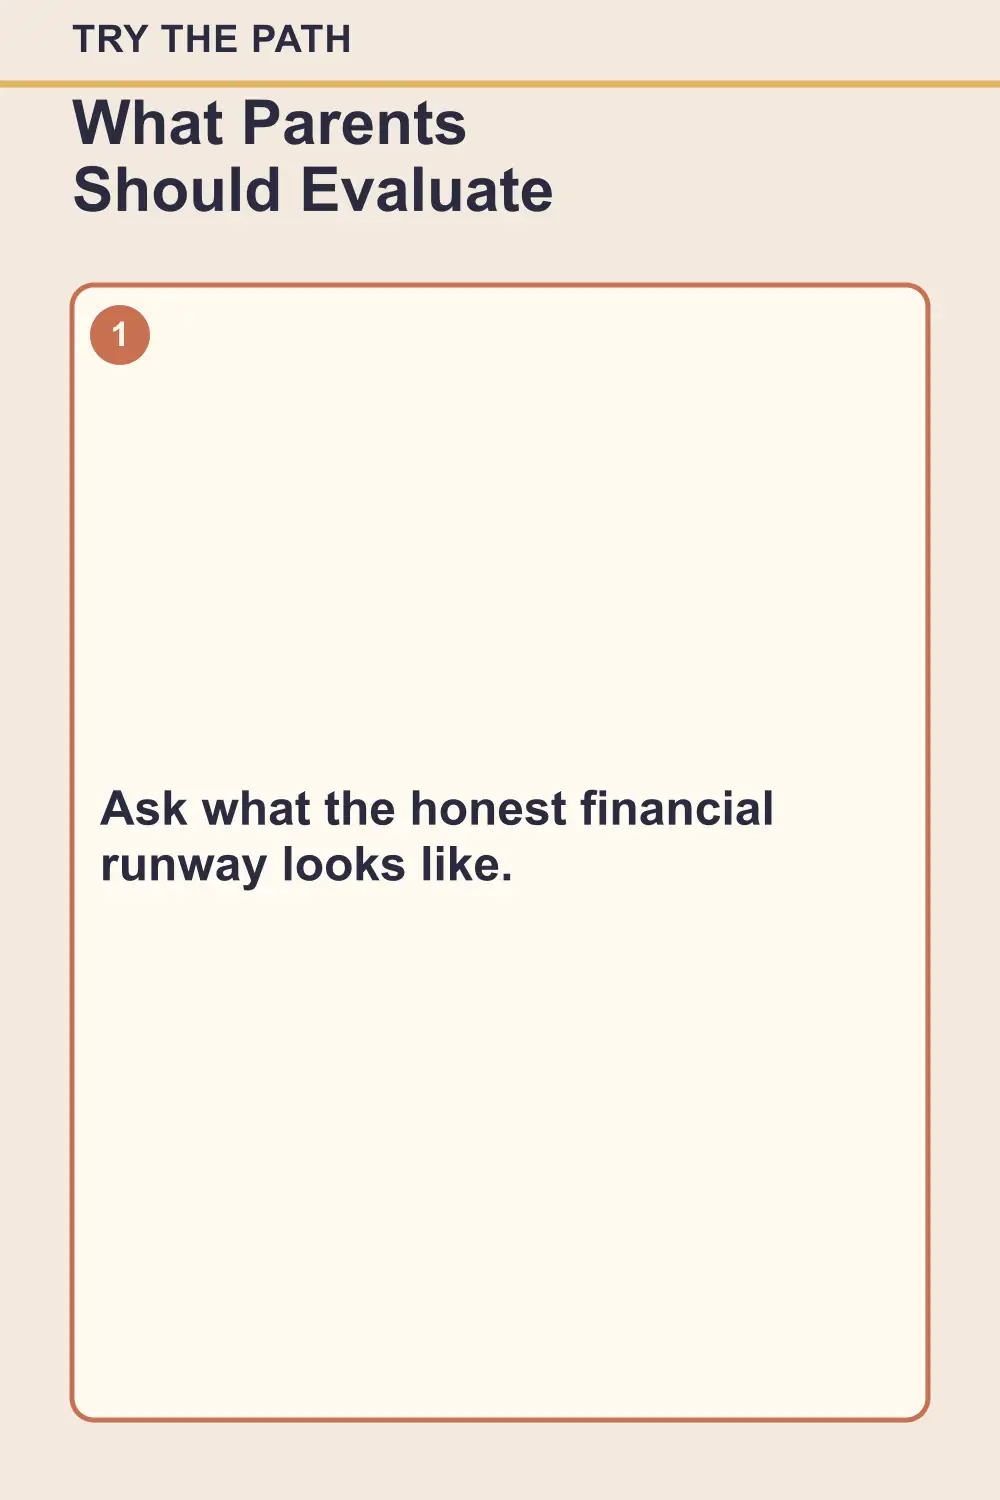 TRY THE PATH
What Parents
Should Evaluate
1
Ask what the honest financial
runway looks like.